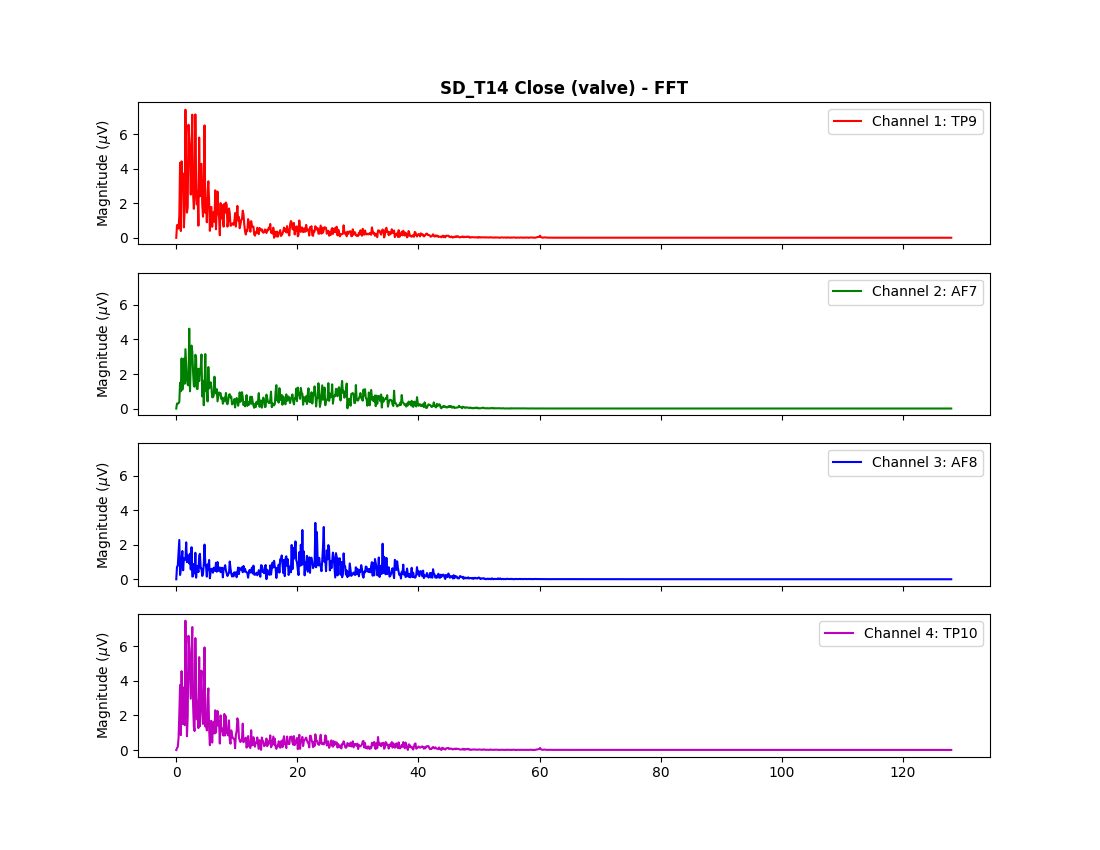 SD_T14 Close (valve) - FFT
Magnitude (μV)
6
4
2
0
Channel 1: TP9
Magnitude (μV)
6
4
2
0
Channel 2: AF7
Magnitude (μV)
6
4
2
0
Channel 3: AF8
Magnitude (μV)
6
4
2
0
Channel 4: TP10
0 20 40 60 80 100 120